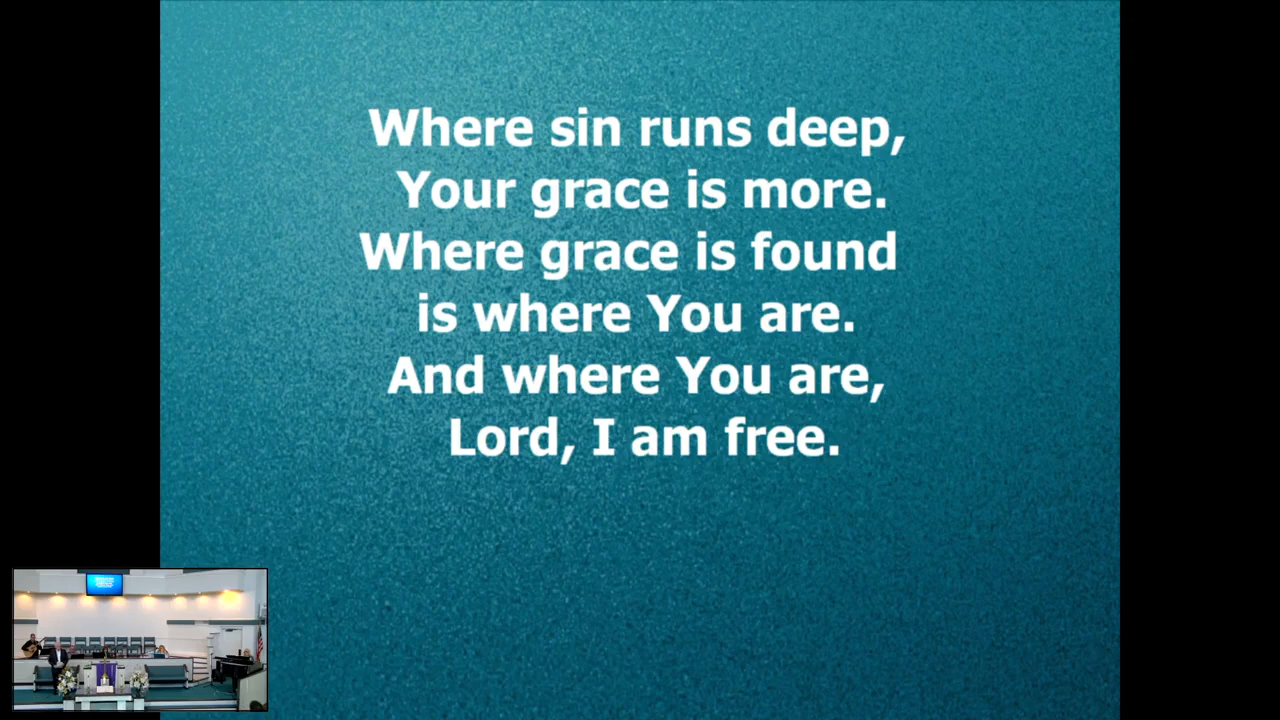 Where sin runs deep,
Your grace is more.
Where grace is found
is where You are.
And where You are,
Lord, I am free.